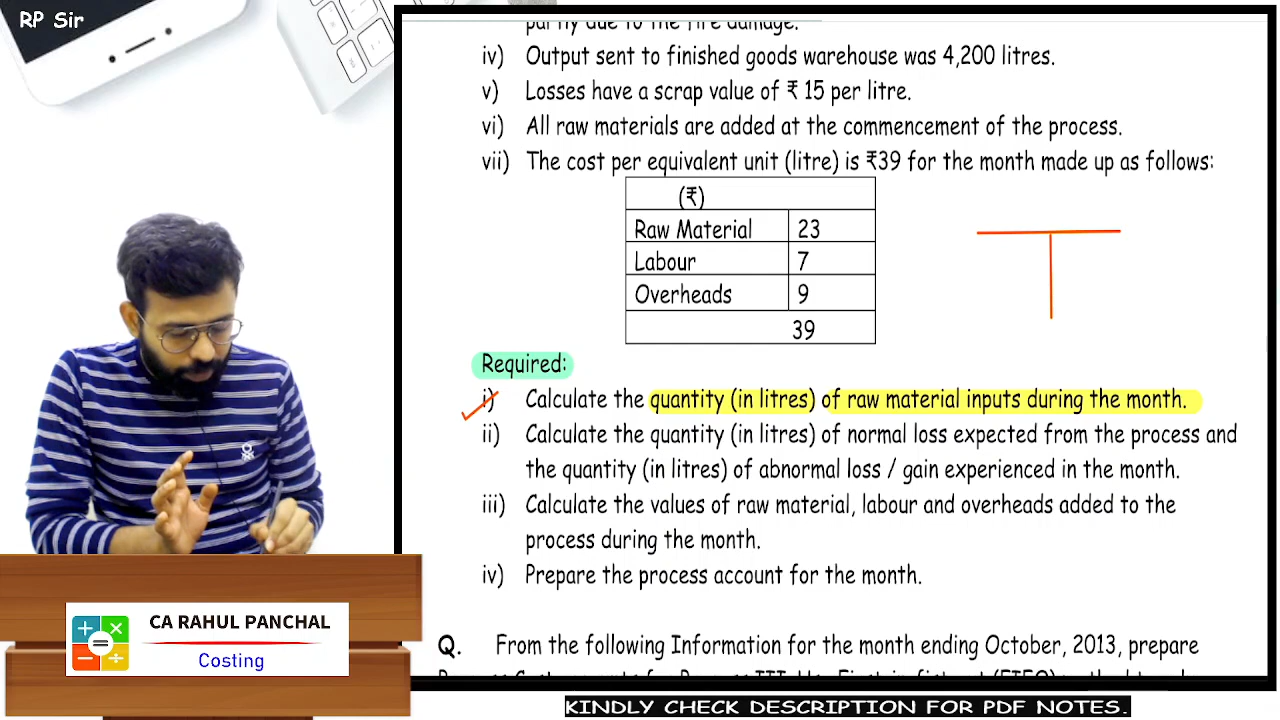 RP Sir
partly due to the fire damage.
iv) Output sent to finished goods warehouse was 4,200 litres.
v) Losses have a scrap value of ₹ 15 per litre.
vi) All raw materials are added at the commencement of the process.
vii) The cost per equivalent unit (litre) is ₹39 for the month made up as follows:
(₹)
Raw Material 23
Labour 7
Overheads 9
39
Required:
i) Calculate the quantity (in litres) of raw material inputs during the month.
ii) Calculate the quantity (in litres) of normal loss expected from the process and
the quantity (in litres) of abnormal loss / gain experienced in the month.
iii) Calculate the values of raw material, labour and overheads added to the
process during the month.
iv) Prepare the process account for the month.
Q. From the following Information for the month ending October, 2013, prepare
CA RAHUL PANCHAL
Costing
KINDLY CHECK DESCRIPTION FOR PDF NOTES.